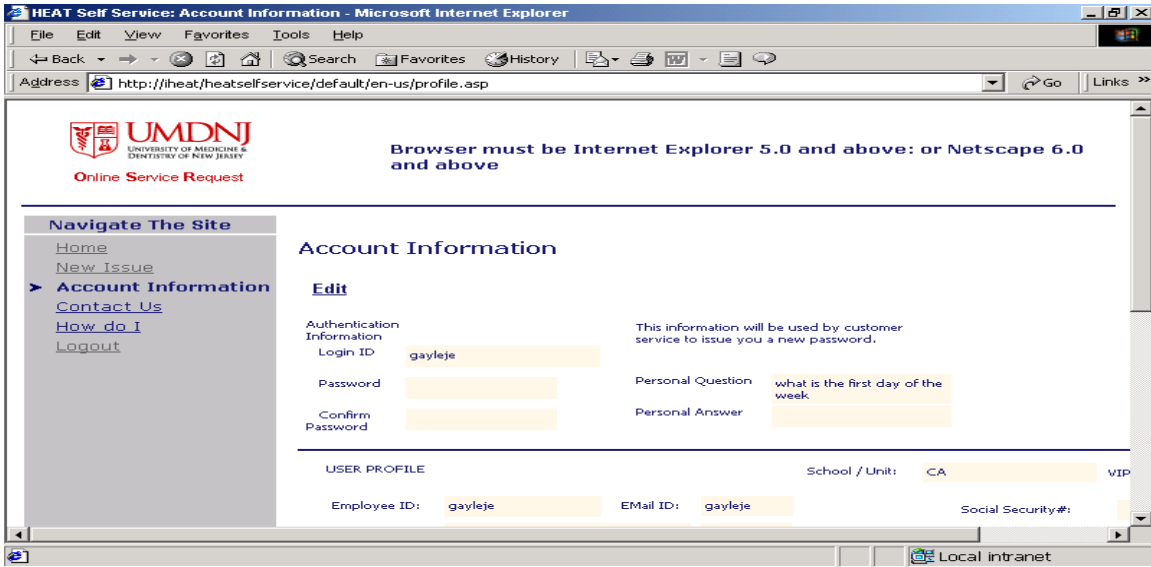 HEAT Self Service: Account Information - Microsoft Internet Explorer
File Edit View Favorites Tools Help
Back Search Favorites History
Address http://iheat/heatselfservice/default/en-us/profile.asp Go Links »
UMDNJ
UNIVERSITY OF MEDICINE &
DENTISTRY OF NEW JERSEY
Online Service Request
Browser must be Internet Explorer 5.0 and above: or Netscape 6.0
and above
Navigate The Site
Home
New Issue
➤ Account Information
Contact Us
How do I
Logout
Account Information
Edit
Authentication
Information
This information will be used by customer
service to issue you a new password.
Login ID gayleje
Password
Personal Question what is the first day of the
week
Confirm
Password
Personal Answer
USER PROFILE School / Unit: CA VIP
Employee ID: gayleje EMail ID: gayleje Social Security#:
Local intranet